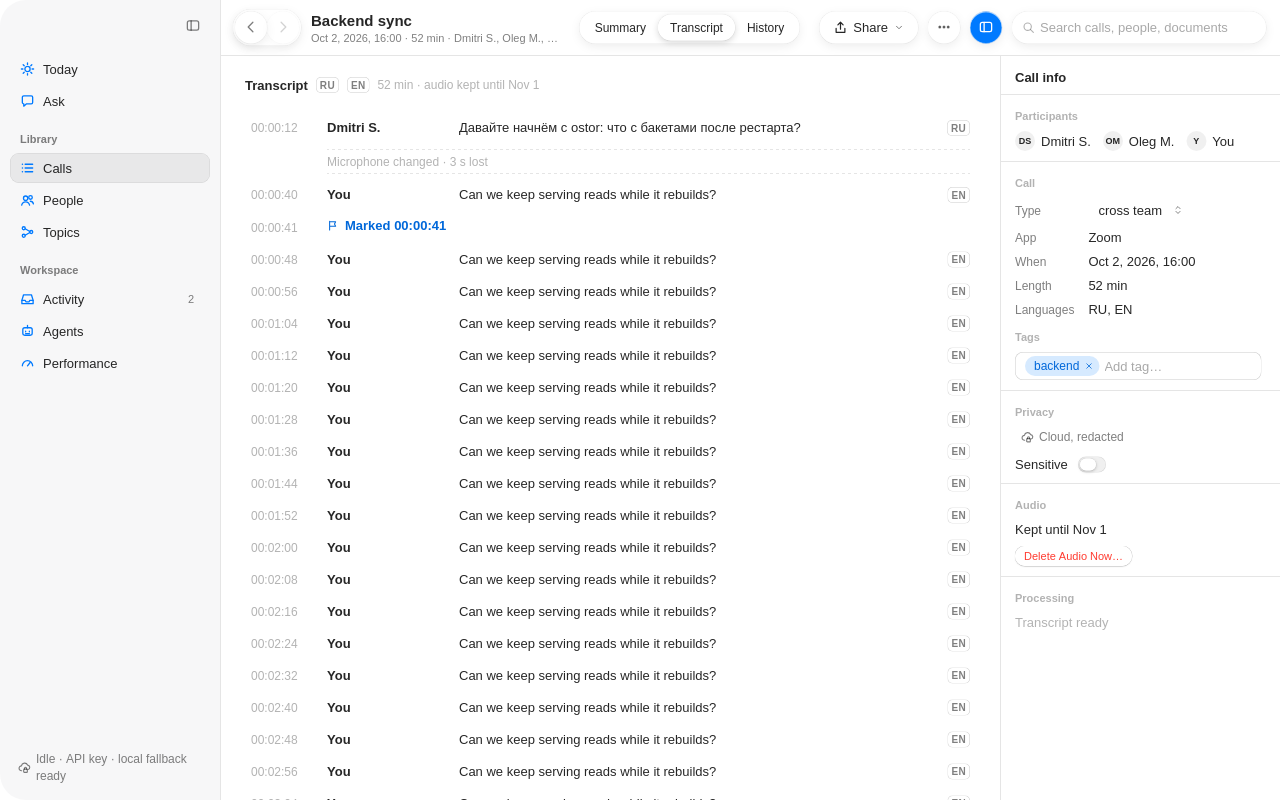 Backend sync
Oct 2, 2026, 16:00 · 52 min · Dmitri S., Oleg M., …
Summary
Transcript
History
Share
Search calls, people, documents
Today
Ask
Library
Calls
People
Topics
Workspace
Activity 2
Agents
Performance
Idle · API key · local fallback
ready
Transcript RU EN 52 min · audio kept until Nov 1
00:00:12 Dmitri S. Давайте начнём с ostor: что с бакетами после рестарта? RU
Microphone changed · 3 s lost
00:00:40 You Can we keep serving reads while it rebuilds? EN
00:00:41 Marked 00:00:41
00:00:48 You Can we keep serving reads while it rebuilds? EN
00:00:56 You Can we keep serving reads while it rebuilds? EN
00:01:04 You Can we keep serving reads while it rebuilds? EN
00:01:12 You Can we keep serving reads while it rebuilds? EN
00:01:20 You Can we keep serving reads while it rebuilds? EN
00:01:28 You Can we keep serving reads while it rebuilds? EN
00:01:36 You Can we keep serving reads while it rebuilds? EN
00:01:44 You Can we keep serving reads while it rebuilds? EN
00:01:52 You Can we keep serving reads while it rebuilds? EN
00:02:00 You Can we keep serving reads while it rebuilds? EN
00:02:08 You Can we keep serving reads while it rebuilds? EN
00:02:16 You Can we keep serving reads while it rebuilds? EN
00:02:24 You Can we keep serving reads while it rebuilds? EN
00:02:32 You Can we keep serving reads while it rebuilds? EN
00:02:40 You Can we keep serving reads while it rebuilds? EN
00:02:48 You Can we keep serving reads while it rebuilds? EN
00:02:56 You Can we keep serving reads while it rebuilds? EN
Call info
Participants
DS Dmitri S. OM Oleg M. Y You
Call
Type cross team
App Zoom
When Oct 2, 2026, 16:00
Length 52 min
Languages RU, EN
Tags
backend × Add tag…
Privacy
Cloud, redacted
Sensitive
Audio
Kept until Nov 1
Delete Audio Now…
Processing
Transcript ready